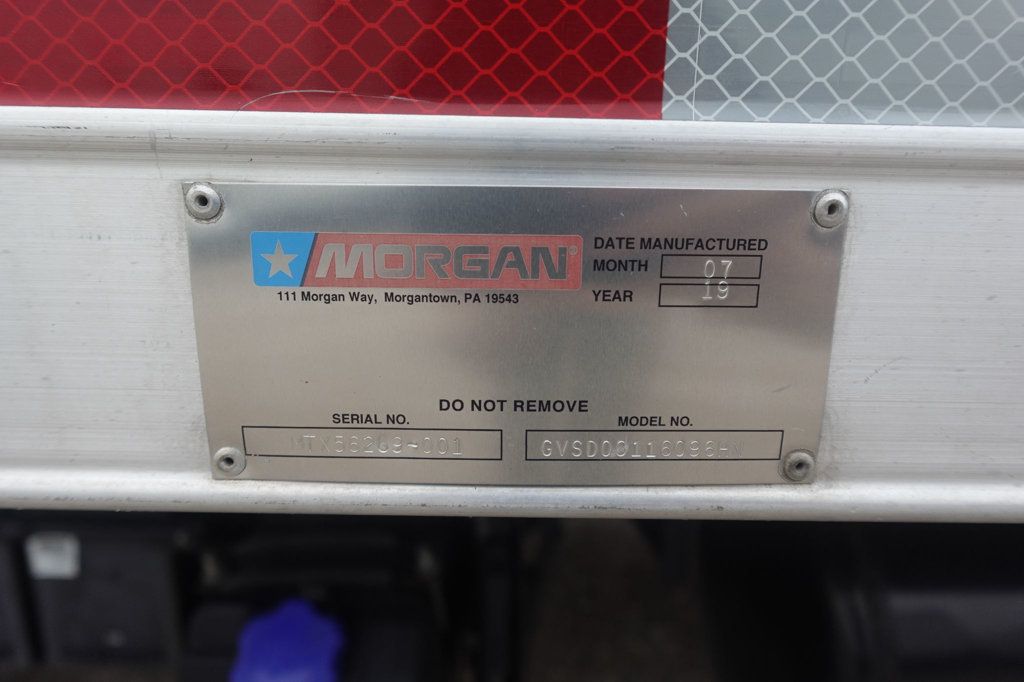 MORGAN®
111 Morgan Way, Morgantown, PA 19543
DATE MANUFACTURED
MONTH 07
YEAR 19
DO NOT REMOVE
SERIAL NO.
MODEL NO.